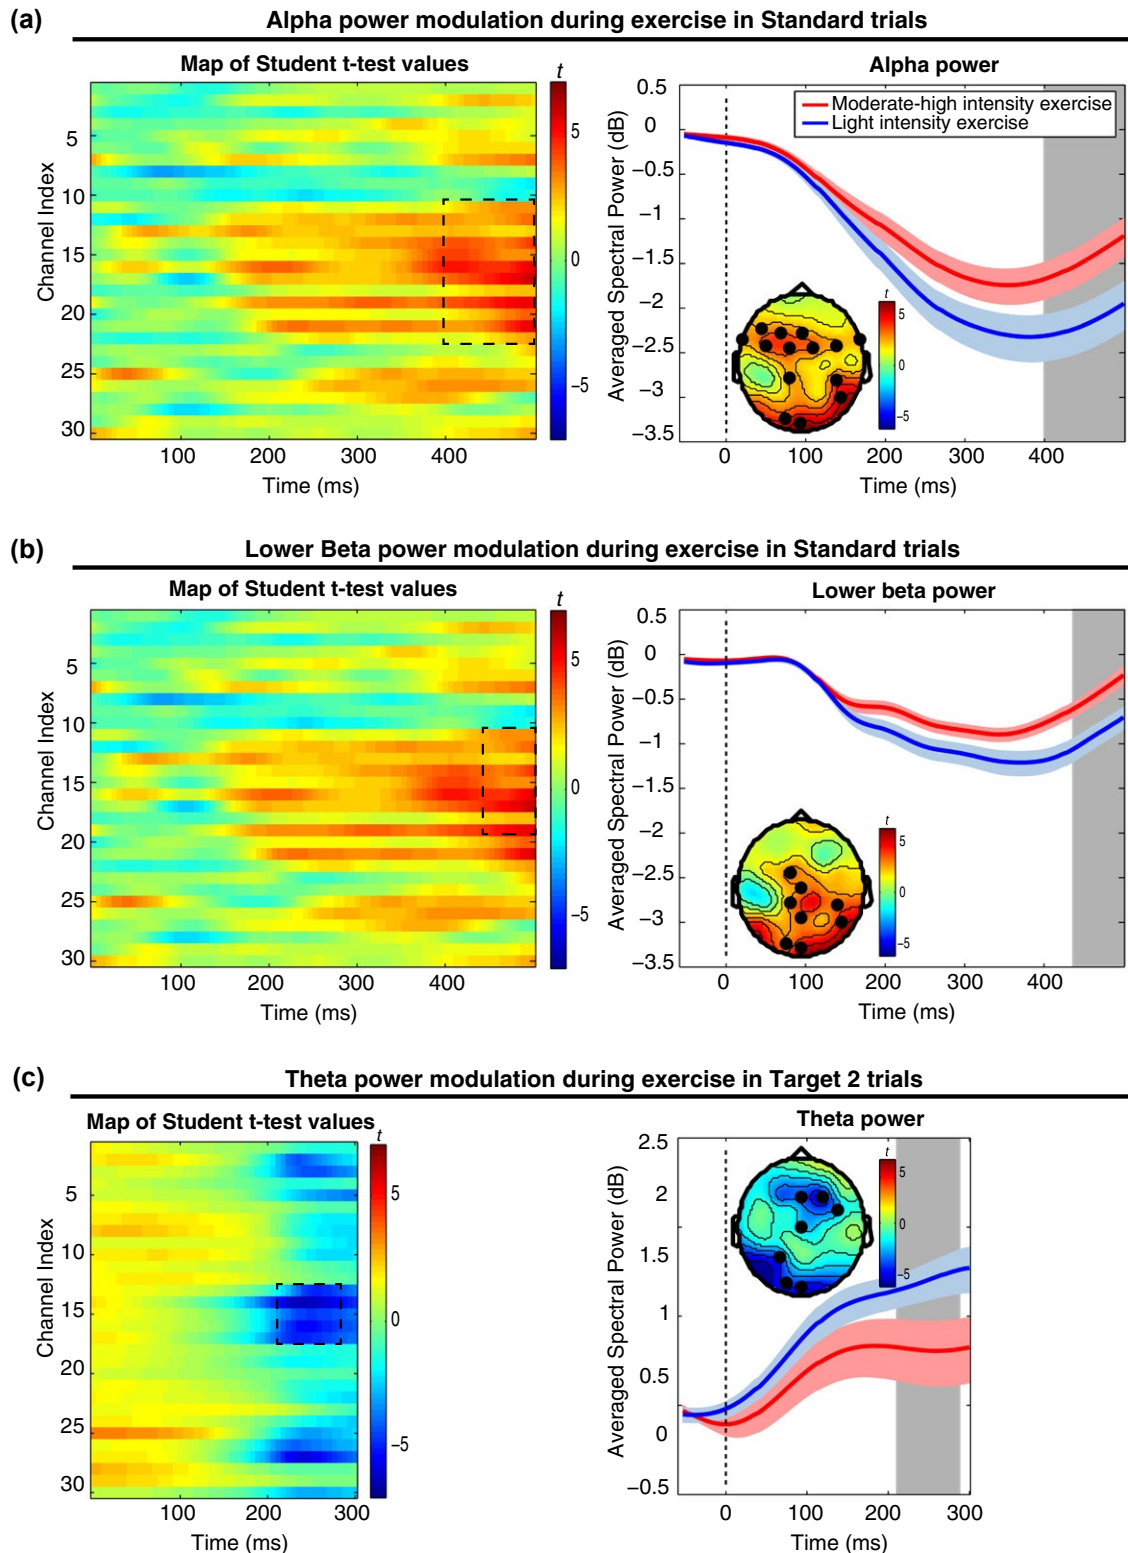 (a) Alpha power modulation during exercise in Standard trials
Map of Student t-test values
t
5
0
−5
Channel Index
5
10
15
20
25
30
100 200 300 400
Time (ms)
Alpha power
Moderate-high intensity exercise
Light intensity exercise
Averaged Spectral Power (dB)
0.5
0
−0.5
−1
−1.5
−2
−2.5
−3
−3.5
t
5
0
−5
0 100 200 300 400
Time (ms)
(b) Lower Beta power modulation during exercise in Standard trials
Map of Student t-test values
t
5
0
−5
Channel Index
5
10
15
20
25
30
100 200 300 400
Time (ms)
Lower beta power
Averaged Spectral Power (dB)
0.5
0
−0.5
−1
−1.5
−2
−2.5
−3
−3.5
t
5
0
−5
0 100 200 300 400
Time (ms)
(c) Theta power modulation during exercise in Target 2 trials
Map of Student t-test values
t
5
0
−5
Channel Index
5
10
15
20
25
30
100 200 300
Time (ms)
Theta power
Averaged Spectral Power (dB)
2.5
2
1.5
1
0.5
0
−0.5
t
5
0
−5
0 100 200 300
Time (ms)